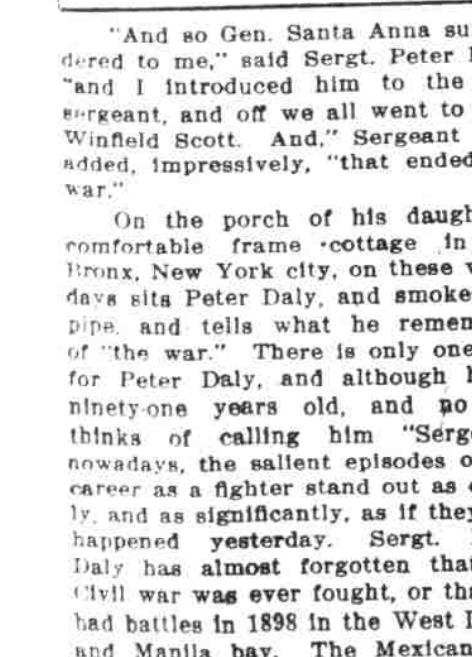 "And so Gen. Santa Anna su
dered to me," said Sergt. Peter
"and I introduced him to the
sergeant, and off we all went to
Winfield Scott. And," Sergeant
added, impressively, "that ended
war."
On the porch of his daugh
comfortable frame cottage in
Bronx, New York city, on these
days sits Peter Daly, and smoke
pipe, and tells what he remem
of "the war." There is only one
for Peter Daly, and although
ninety-one years old, and no
thinks of calling him "Serge
nowadays, the salient episodes o
career as a fighter stand out as
ly, and as significantly, as if they
happened yesterday. Sergt.
Daly has almost forgotten that
Civil war was ever fought, or tha
had battles in 1898 in the West I
and Manila bay. The Mexican